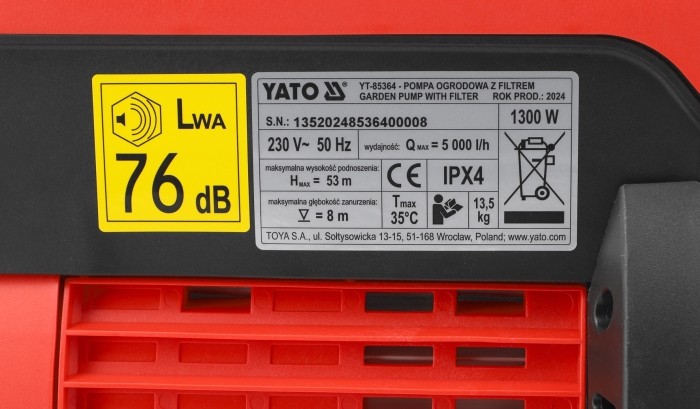 LWA
76 dB
YATO
YT-85364 - POMPA OGRODOWA Z FILTREM
GARDEN PUMP WITH FILTER ROK PROD.: 2024
S.N.: 13520248536400008
1300 W
230 V~ 50 Hz
wydajność: QMAX = 5 000 l/h
maksymalna wysokość podnoszenia:
HMAX = 53 m
CE
IPX4
maksymalna głębokość zanurzenia:
= 8 m
Tmax
35°C
13,5
kg
TOYA S.A., ul. Sołtysowicka 13-15, 51-168 Wrocław, Poland; www.yato.com